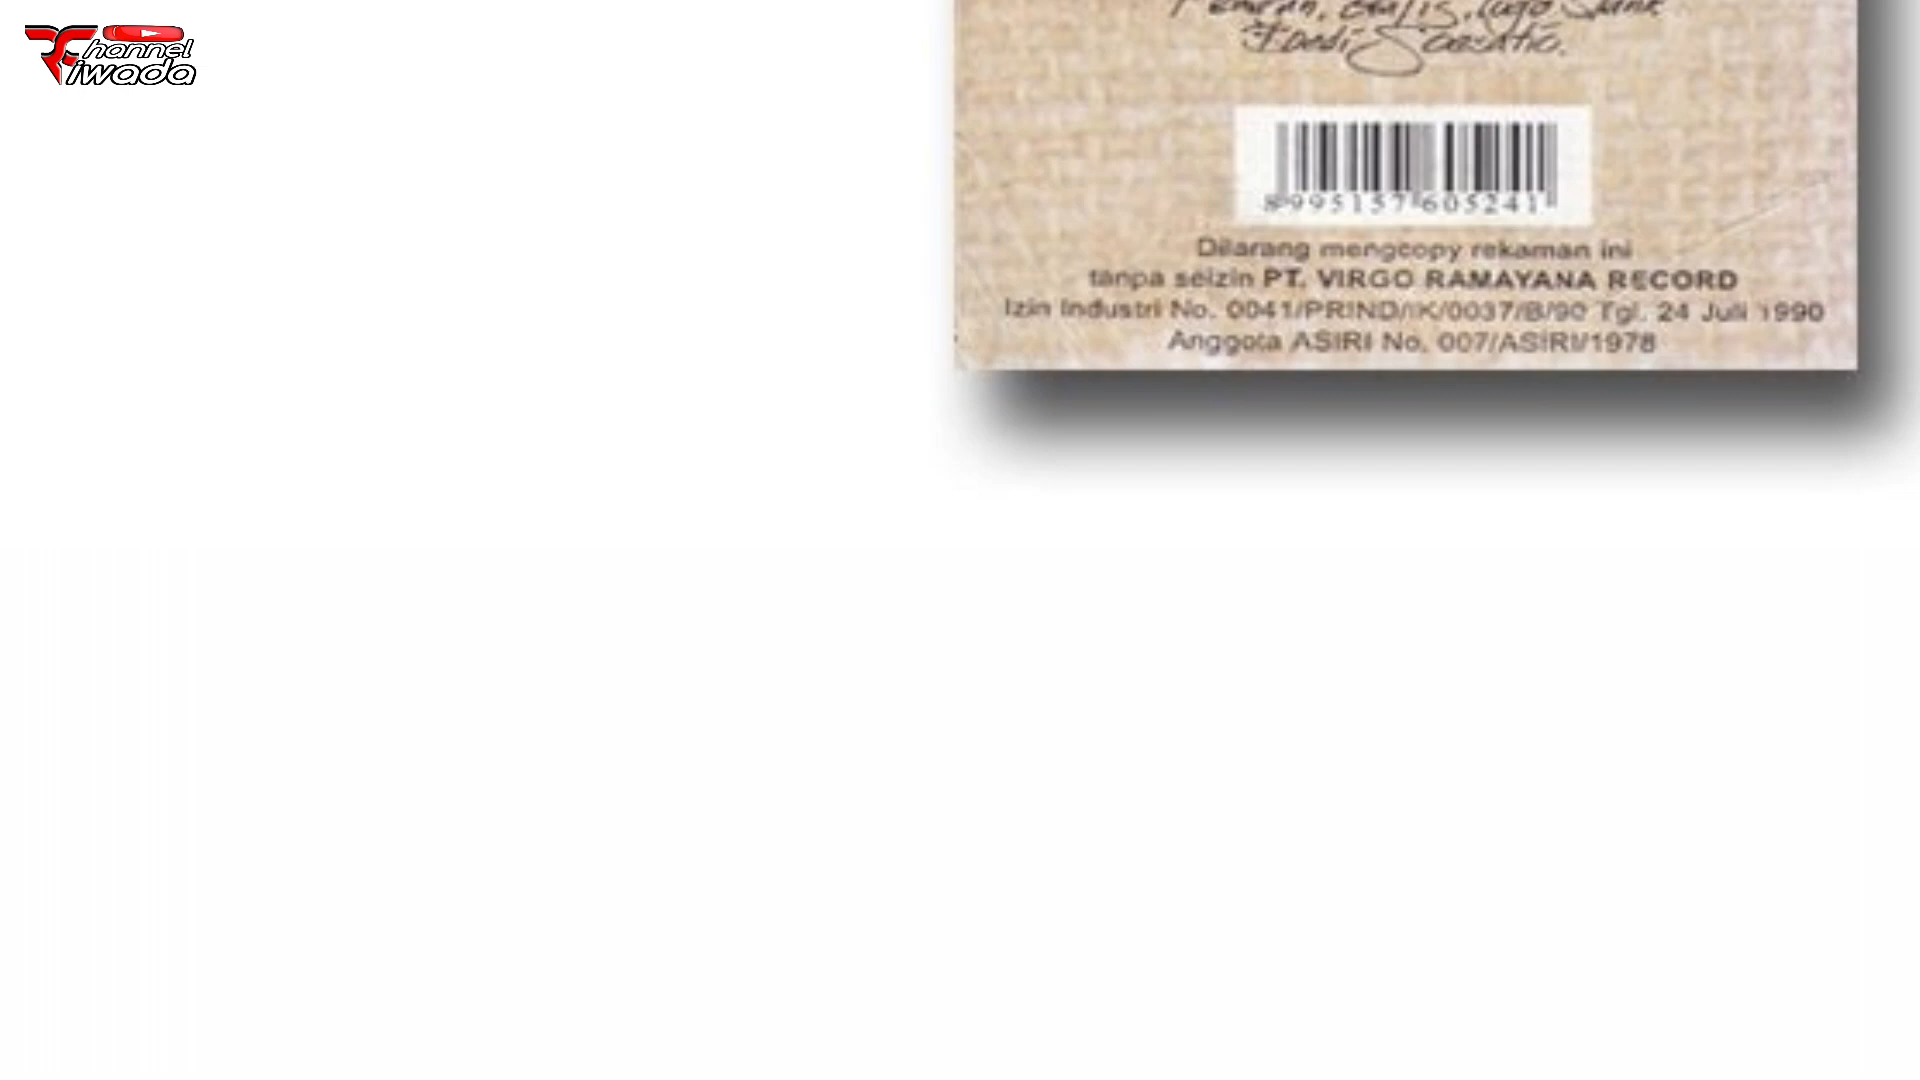 Channel
Tiwada
8995157605241
Dilarang mengcopy rekaman ini
tanpa seizin PT. VIRGO RAMAYANA RECORD
Izin Industri No. 0041/PRIND/IK/0037/B/90 Tgl. 24 Juli 1990
Anggota ASIRI No. 007/ASIRI/1978